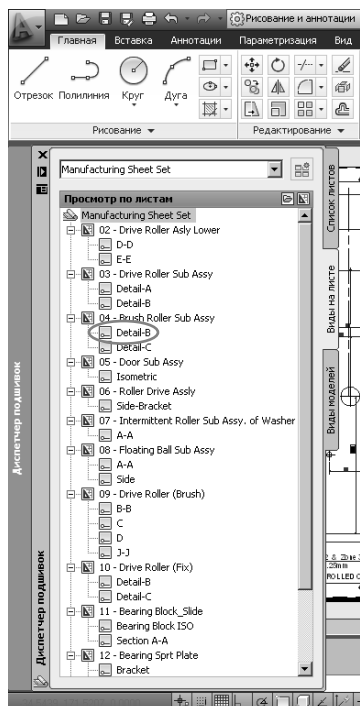 Рисование и аннотации
Главная Вставка Аннотации Параметризация Вид
Отрезок Полилиния Круг Дуга
Рисование Редактирование
Manufacturing Sheet Set
Просмотр по листам
Manufacturing Sheet Set
02 - Drive Roller Asly Lower
D-D
E-E
03 - Drive Roller Sub Assy
Detail-A
Detail-B
04 - Brush Roller Sub Assy
Detail-B
Detail-C
05 - Door Sub Assy
Isometric
06 - Roller Drive Assly
Side-Bracket
07 - Intermittent Roller Sub Assy. of Washer
A-A
08 - Floating Ball Sub Assy
A-A
Side
09 - Drive Roller (Brush)
B-B
C
D
J-J
10 - Drive Roller (Fix)
Detail-B
Detail-C
11 - Bearing Block_Slide
Bearing Block ISO
Section A-A
12 - Bearing Sprt Plate
Bracket
Список листов
Виды на листе
Виды моделей
Диспетчер подшивок
Диспетчер подшивок
ROLLED